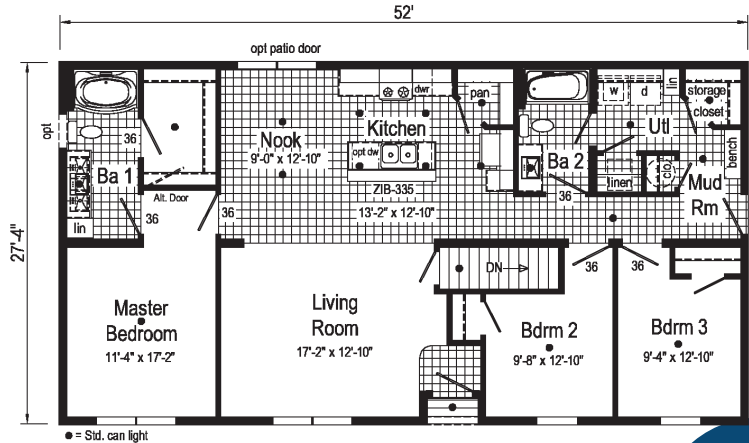 52'
opt patio door
27'-4"
opt
36
Ba 1
lin
36
Alt. Door
36
Nook
9'-0" x 12'-10"
Kitchen
dwr
opt dw
ZIB-335
13'-2" x 12'-10"
pan
Ba 2
36
w
d
lin
Utl
linen
clo.
storage
closet
bench
Mud
Rm
DN
36
36
Master
Bedroom
11'-4" x 17'-2"
Living
Room
17'-2" x 12'-10"
Bdrm 2
9'-8" x 12'-10"
Bdrm 3
9'-4" x 12'-10"
= Std. can light